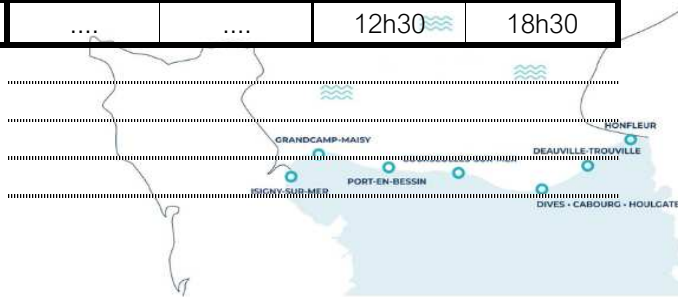 .... .... 12h30 18h30
HONFLEUR
GRANDCAMP-MAISY
DEAUVILLE-TROUVILLE
PORT-EN-BESSIN
ISIGNY-SUR-MER
DIVES • CABOURG • HOULGATE